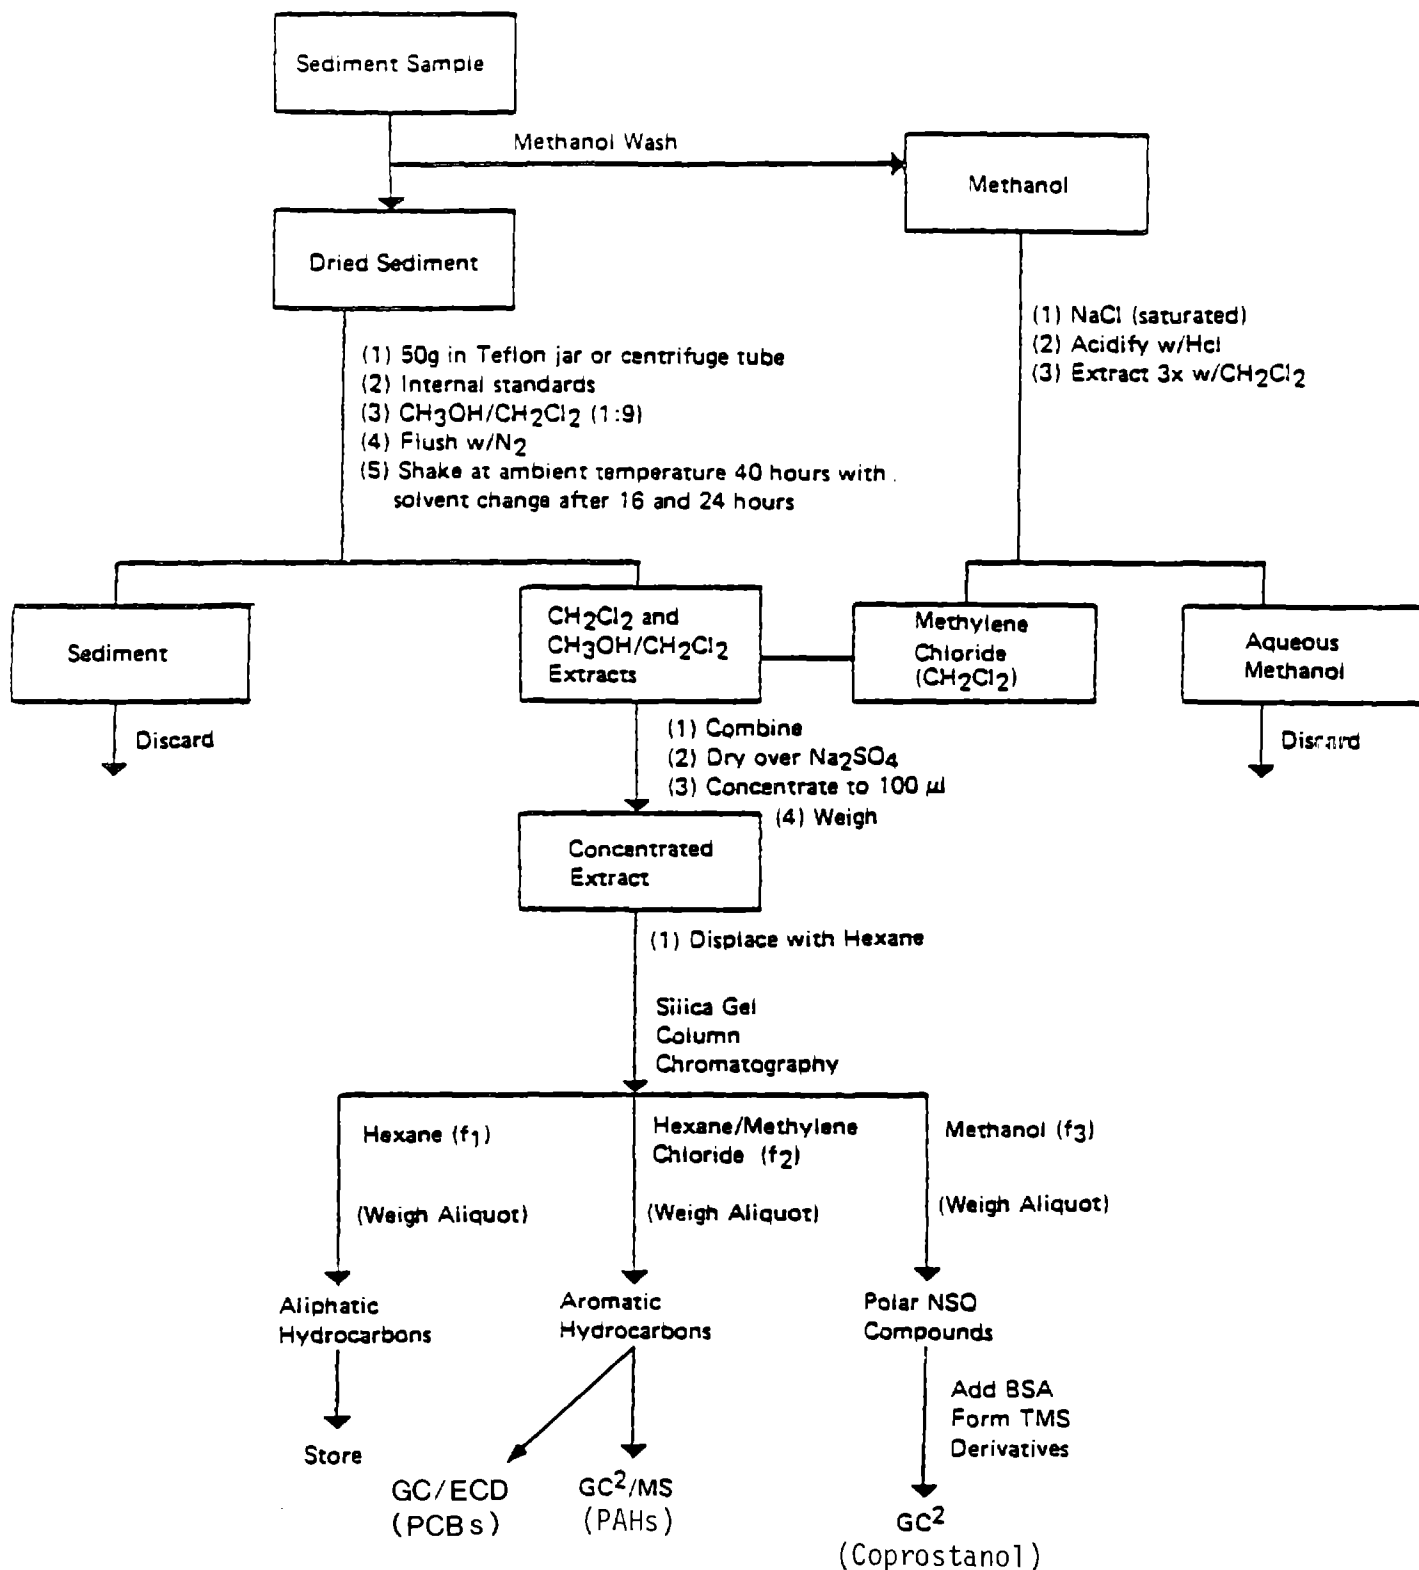 Sediment Sample
Methanol Wash
Methanol
Dried Sediment
(1) NaCl (saturated)
(2) Acidify w/Hcl
(3) Extract 3x w/CH2Cl2
(1) 50g in Teflon jar or centrifuge tube
(2) Internal standards
(3) CH3OH/CH2Cl2 (1:9)
(4) Flush w/N2
(5) Shake at ambient temperature 40 hours with
solvent change after 16 and 24 hours
Sediment
CH2Cl2 and
CH3OH/CH2Cl2
Extracts
Methylene
Chloride
(CH2Cl2)
Aqueous
Methanol
Discard
(1) Combine
(2) Dry over Na2SO4
(3) Concentrate to 100 µl
(4) Weigh
Discard
Concentrated
Extract
(1) Displace with Hexane
Silica Gel
Column
Chromatography
Hexane (f1)
Hexane/Methylene
Chloride (f2)
Methanol (f3)
(Weigh Aliquot)
(Weigh Aliquot)
(Weigh Aliquot)
Aliphatic
Hydrocarbons
Aromatic
Hydrocarbons
Polar NSO
Compounds
Add BSA
Form TMS
Derivatives
Store
GC/ECD
(PCBs)
GC²/MS
(PAHs)
GC²
(Coprostanol)